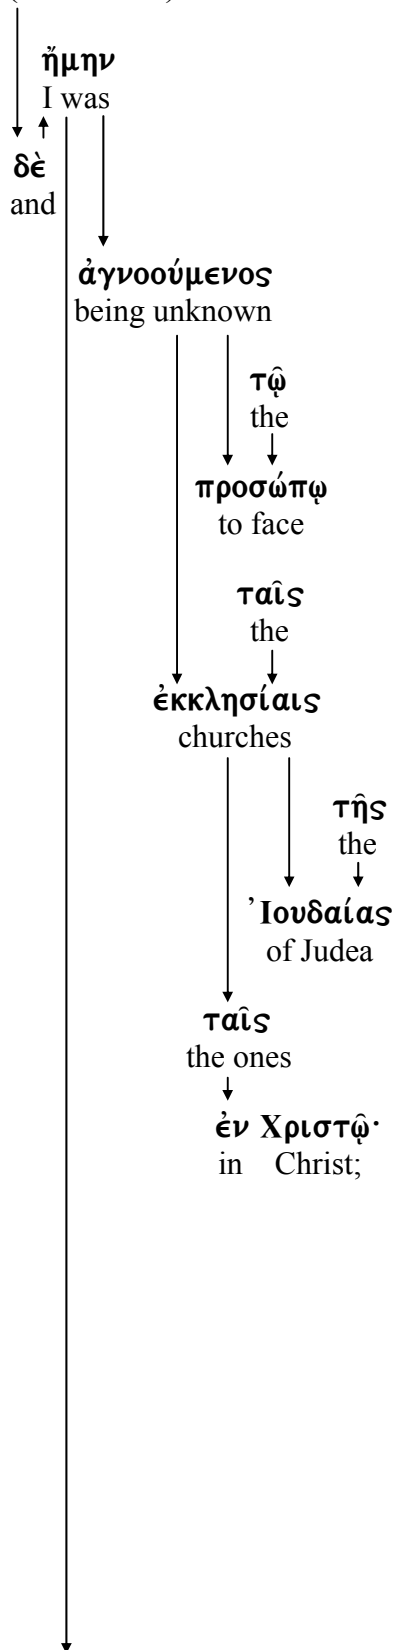 ἤμην
I was
δὲ
and
ἀγνοούμενος
being unknown
τῷ
the
προσώπῳ
to face
ταῖς
the
ἐκκλησίαις
churches
τῆς
the
Ἰουδαίας
of Judea
ταῖς
the ones
ἐν Χριστῷ·
in Christ;